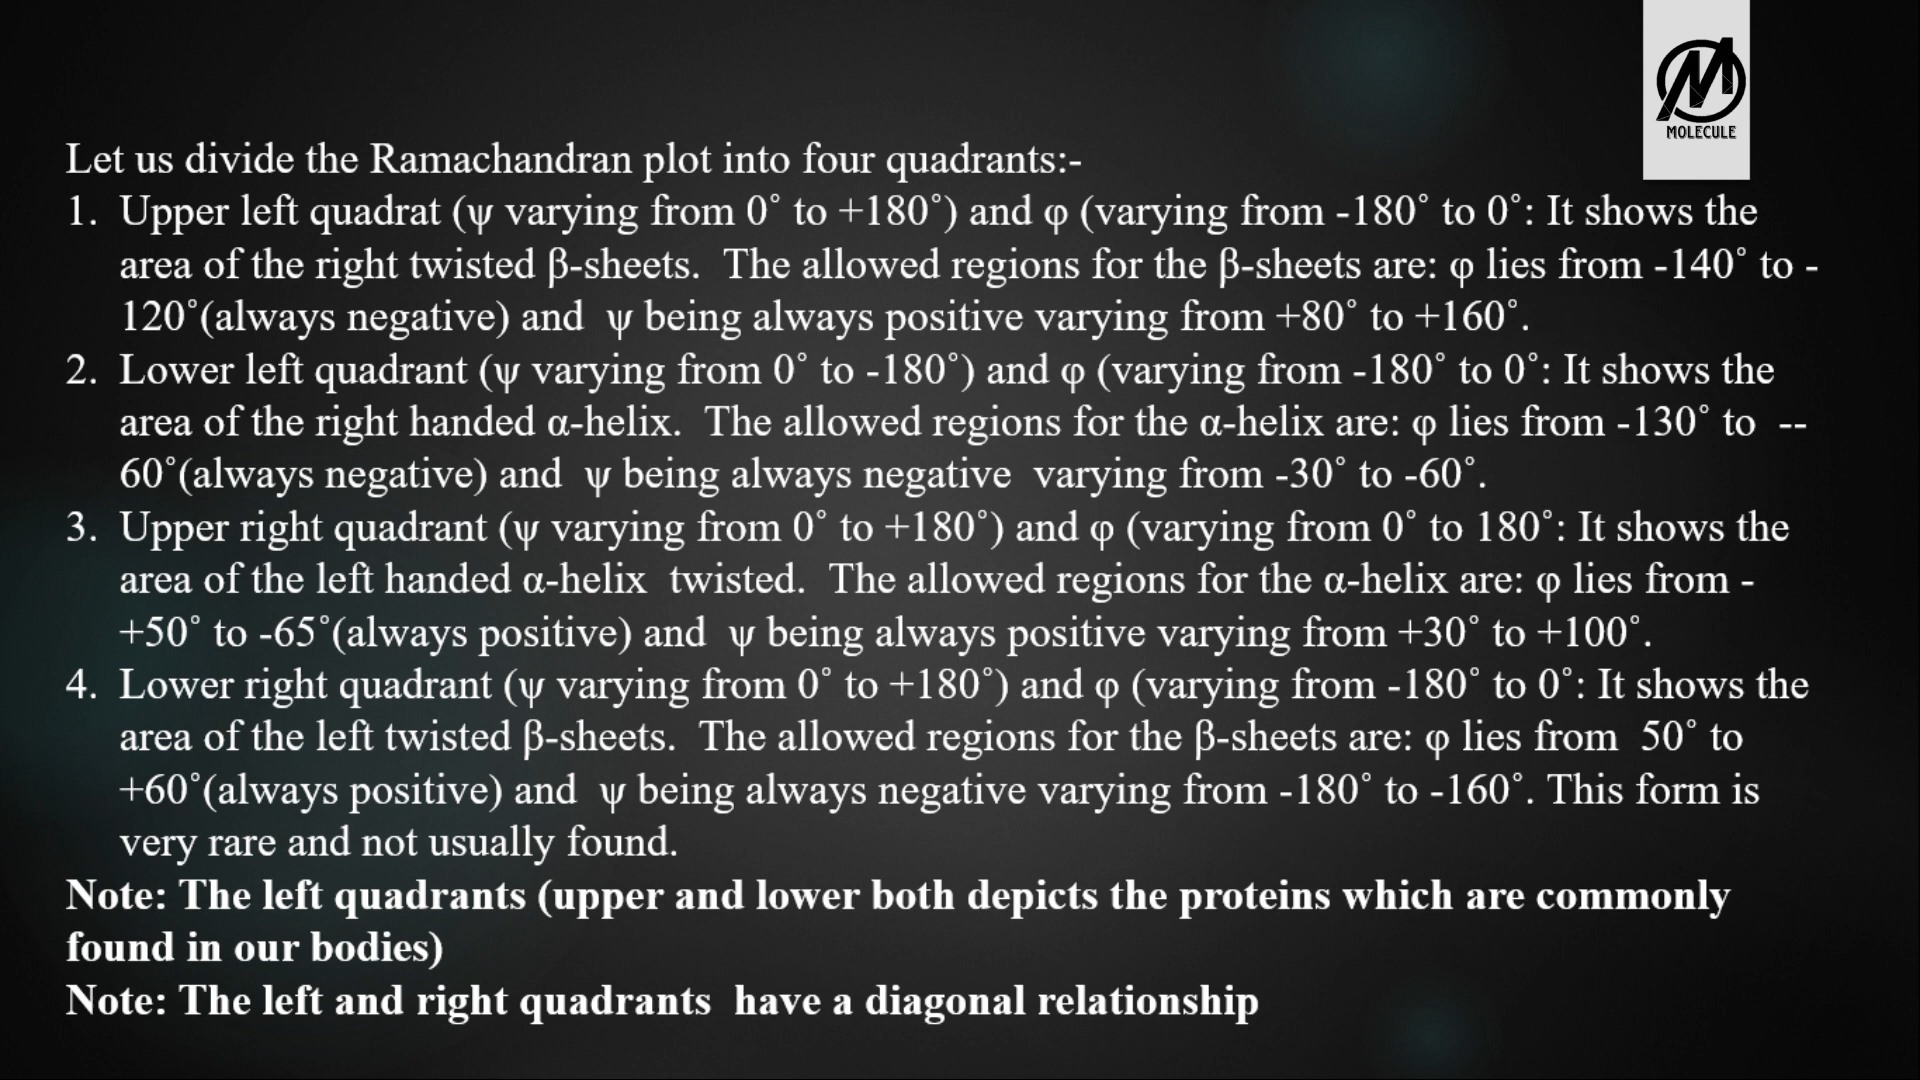 MOLECULE
Let us divide the Ramachandran plot into four quadrants:-
1. Upper left quadrat (ψ varying from 0˚ to +180˚) and φ (varying from -180˚ to 0˚: It shows the
area of the right twisted β-sheets. The allowed regions for the β-sheets are: φ lies from -140˚ to -
120˚(always negative) and ψ being always positive varying from +80˚ to +160˚.
2. Lower left quadrant (ψ varying from 0˚ to -180˚) and φ (varying from -180˚ to 0˚: It shows the
area of the right handed α-helix. The allowed regions for the α-helix are: φ lies from -130˚ to --
60˚(always negative) and ψ being always negative varying from -30˚ to -60˚.
3. Upper right quadrant (ψ varying from 0˚ to +180˚) and φ (varying from 0˚ to 180˚: It shows the
area of the left handed α-helix twisted. The allowed regions for the α-helix are: φ lies from -
+50˚ to -65˚(always positive) and ψ being always positive varying from +30˚ to +100˚.
4. Lower right quadrant (ψ varying from 0˚ to +180˚) and φ (varying from -180˚ to 0˚: It shows the
area of the left twisted β-sheets. The allowed regions for the β-sheets are: φ lies from 50˚ to
+60˚(always positive) and ψ being always negative varying from -180˚ to -160˚. This form is
very rare and not usually found.
Note: The left quadrants (upper and lower both depicts the proteins which are commonly
found in our bodies)
Note: The left and right quadrants have a diagonal relationship